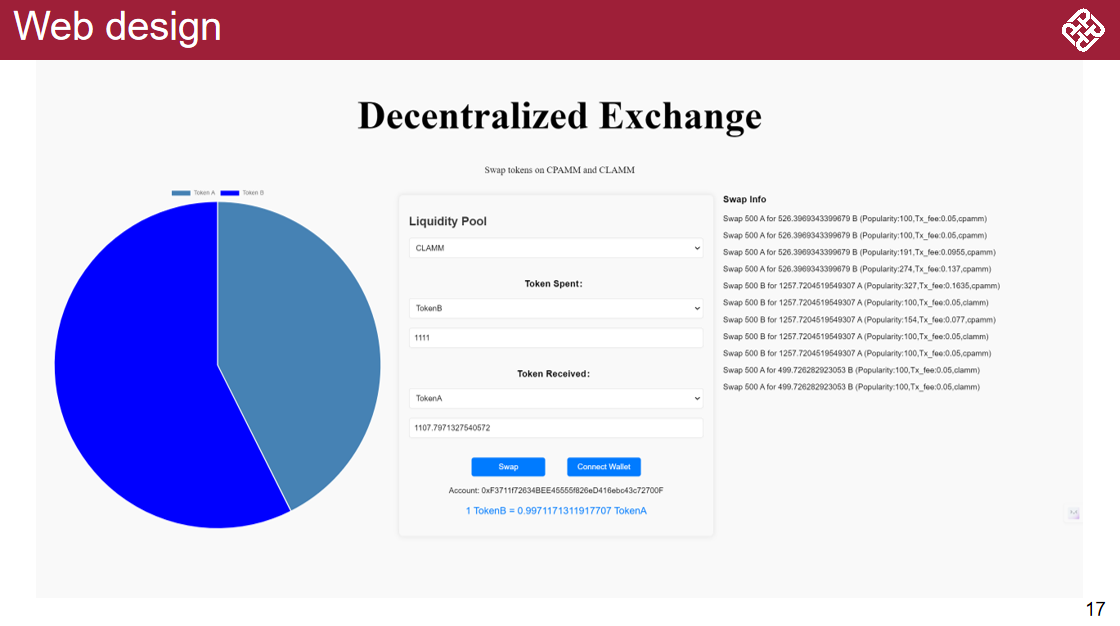 Web design
Decentralized Exchange
Swap tokens on CPAMM and CLAMM
Token A Token B
Liquidity Pool
CLAMM
Token Spent:
TokenB
1111
Token Received:
TokenA
1107.7971327540572
Swap Connect Wallet
Account: 0xF3711f72634BEE45555f826eD416ebc43c72700F
1 TokenB = 0.9971171311917707 TokenA
Swap Info
Swap 500 A for 526.3969343399679 B (Popularity:100,Tx_fee:0.05,cpamm)
Swap 500 A for 526.3969343399679 B (Popularity:100,Tx_fee:0.05,cpamm)
Swap 500 A for 526.3969343399679 B (Popularity:191,Tx_fee:0.0955,cpamm)
Swap 500 A for 526.3969343399679 B (Popularity:274,Tx_fee:0.137,cpamm)
Swap 500 B for 1257.7204519549307 A (Popularity:327,Tx_fee:0.1635,cpamm)
Swap 500 B for 1257.7204519549307 A (Popularity:100,Tx_fee:0.05,clamm)
Swap 500 B for 1257.7204519549307 A (Popularity:154,Tx_fee:0.077,cpamm)
Swap 500 B for 1257.7204519549307 A (Popularity:100,Tx_fee:0.05,clamm)
Swap 500 B for 1257.7204519549307 A (Popularity:100,Tx_fee:0.05,cpamm)
Swap 500 A for 499.726282923053 B (Popularity:100,Tx_fee:0.05,clamm)
Swap 500 A for 499.726282923053 B (Popularity:100,Tx_fee:0.05,clamm)
17